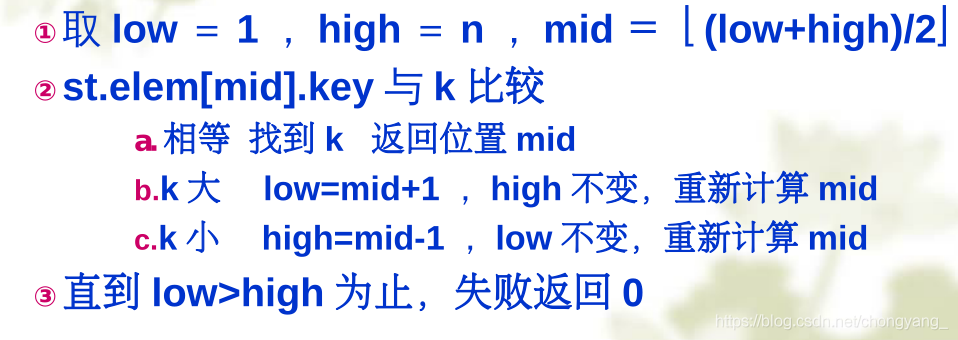 ① 取 low ＝ 1 ， high ＝ n ， mid ＝ ⌊ (low+high)/2⌋
② st.elem[mid].key 与 k 比较
a. 相等 找到 k 返回位置 mid
b.k 大 low=mid+1 ， high 不变，重新计算 mid
c.k 小 high=mid-1 ， low 不变，重新计算 mid
③ 直到 low>high 为止，失败返回 0
https://blog.csdn.net/chongyang_